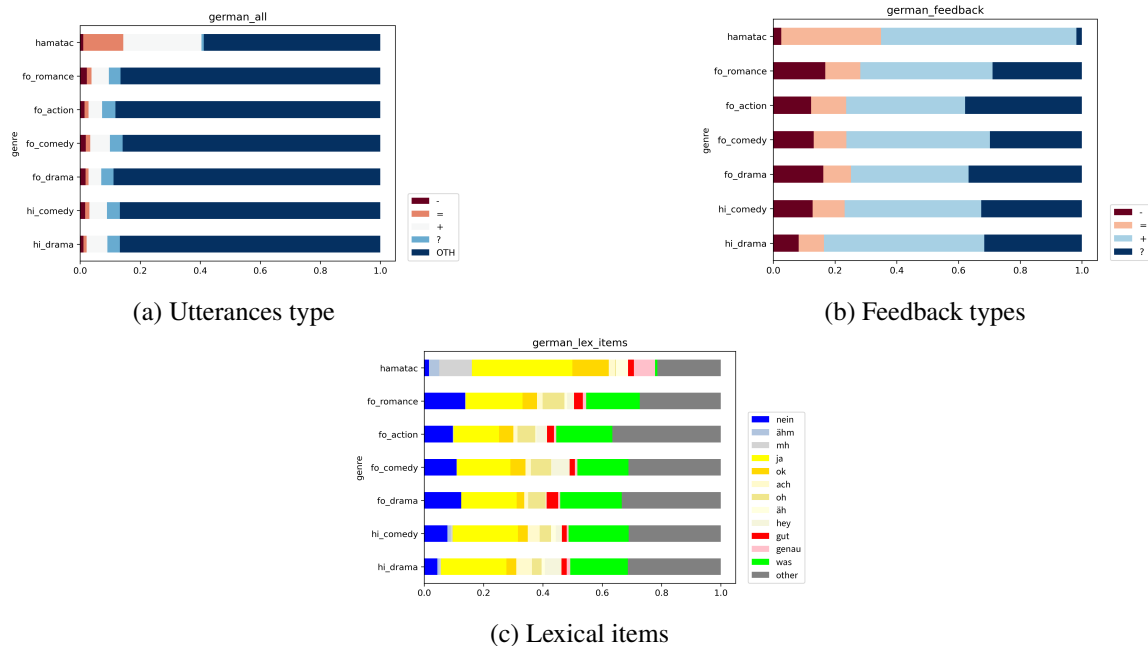 german_all
genre
hamatac
fo_romance
fo_action
fo_comedy
fo_drama
hi_comedy
hi_drama
0.0 0.2 0.4 0.6 0.8 1.0
-
=
+
?
OTH
(a) Utterances type
german_feedback
genre
hamatac
fo_romance
fo_action
fo_comedy
fo_drama
hi_comedy
hi_drama
0.0 0.2 0.4 0.6 0.8 1.0
-
=
+
?
(b) Feedback types
german_lex_items
genre
hamatac
fo_romance
fo_action
fo_comedy
fo_drama
hi_comedy
hi_drama
0.0 0.2 0.4 0.6 0.8 1.0
nein
ähm
mh
ja
ok
ach
oh
äh
hey
gut
genau
was
other
(c) Lexical items